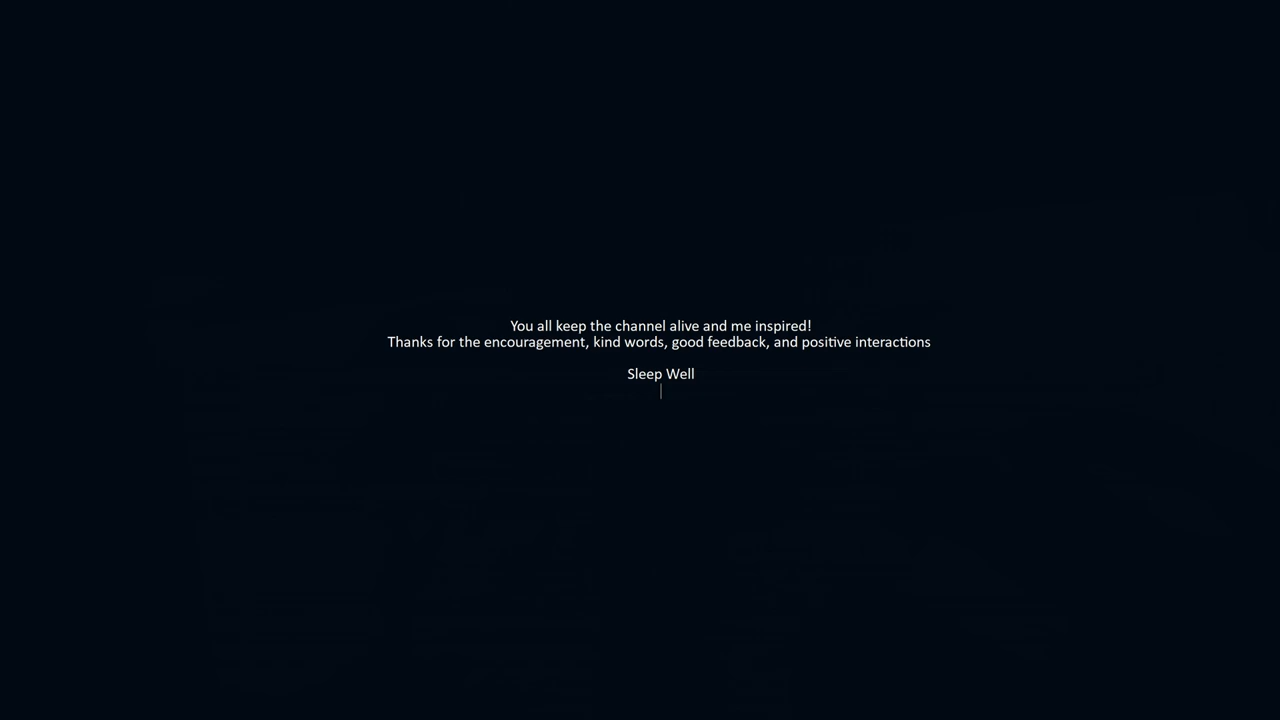 You all keep the channel alive and me inspired!
Thanks for the encouragement, kind words, good feedback, and positive interactions
Sleep Well